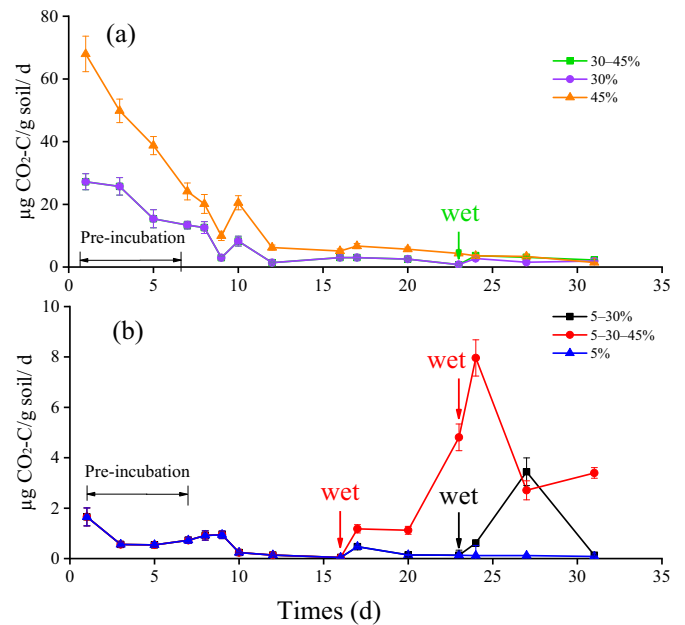 (a)
80
60
40
20
0
µg CO₂-C/g soil/ d
30–45%
30%
45%
wet
Pre-incubation
0 5 10 15 20 25 30 35
(b)
10
8
6
4
2
0
µg CO₂-C/g soil/ d
5–30%
5–30–45%
5%
wet
wet
wet
Pre-incubation
0 5 10 15 20 25 30 35
Times (d)